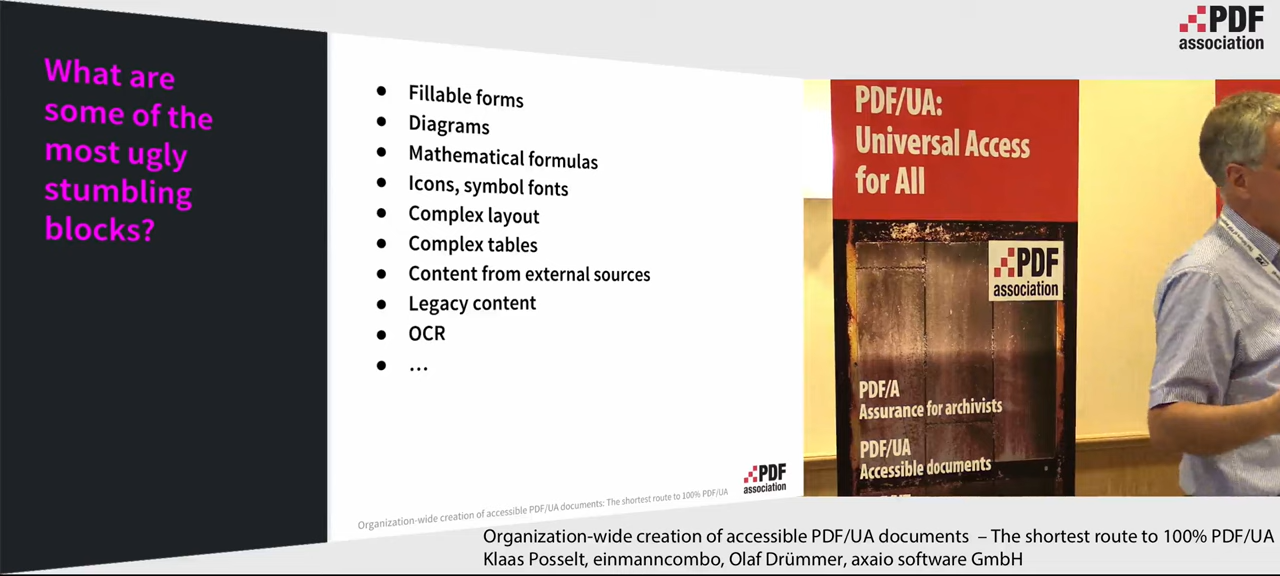 What are
some of the
most ugly
stumbling
blocks?
● Fillable forms
● Diagrams
● Mathematical formulas
● Icons, symbol fonts
● Complex layout
● Complex tables
● Content from external sources
● Legacy content
● OCR
● ...
Organization-wide creation of accessible PDF/UA documents: The shortest route to 100% PDF/UA
PDF
association
PDF
association
PDF/UA:
Universal Access
for All
PDF
association
PDF/A
Assurance for archivists
PDF/UA
Accessible documents
Organization-wide creation of accessible PDF/UA documents – The shortest route to 100% PDF/UA
Klaas Posselt, einmanncombo, Olaf Drümmer, axaio software GmbH